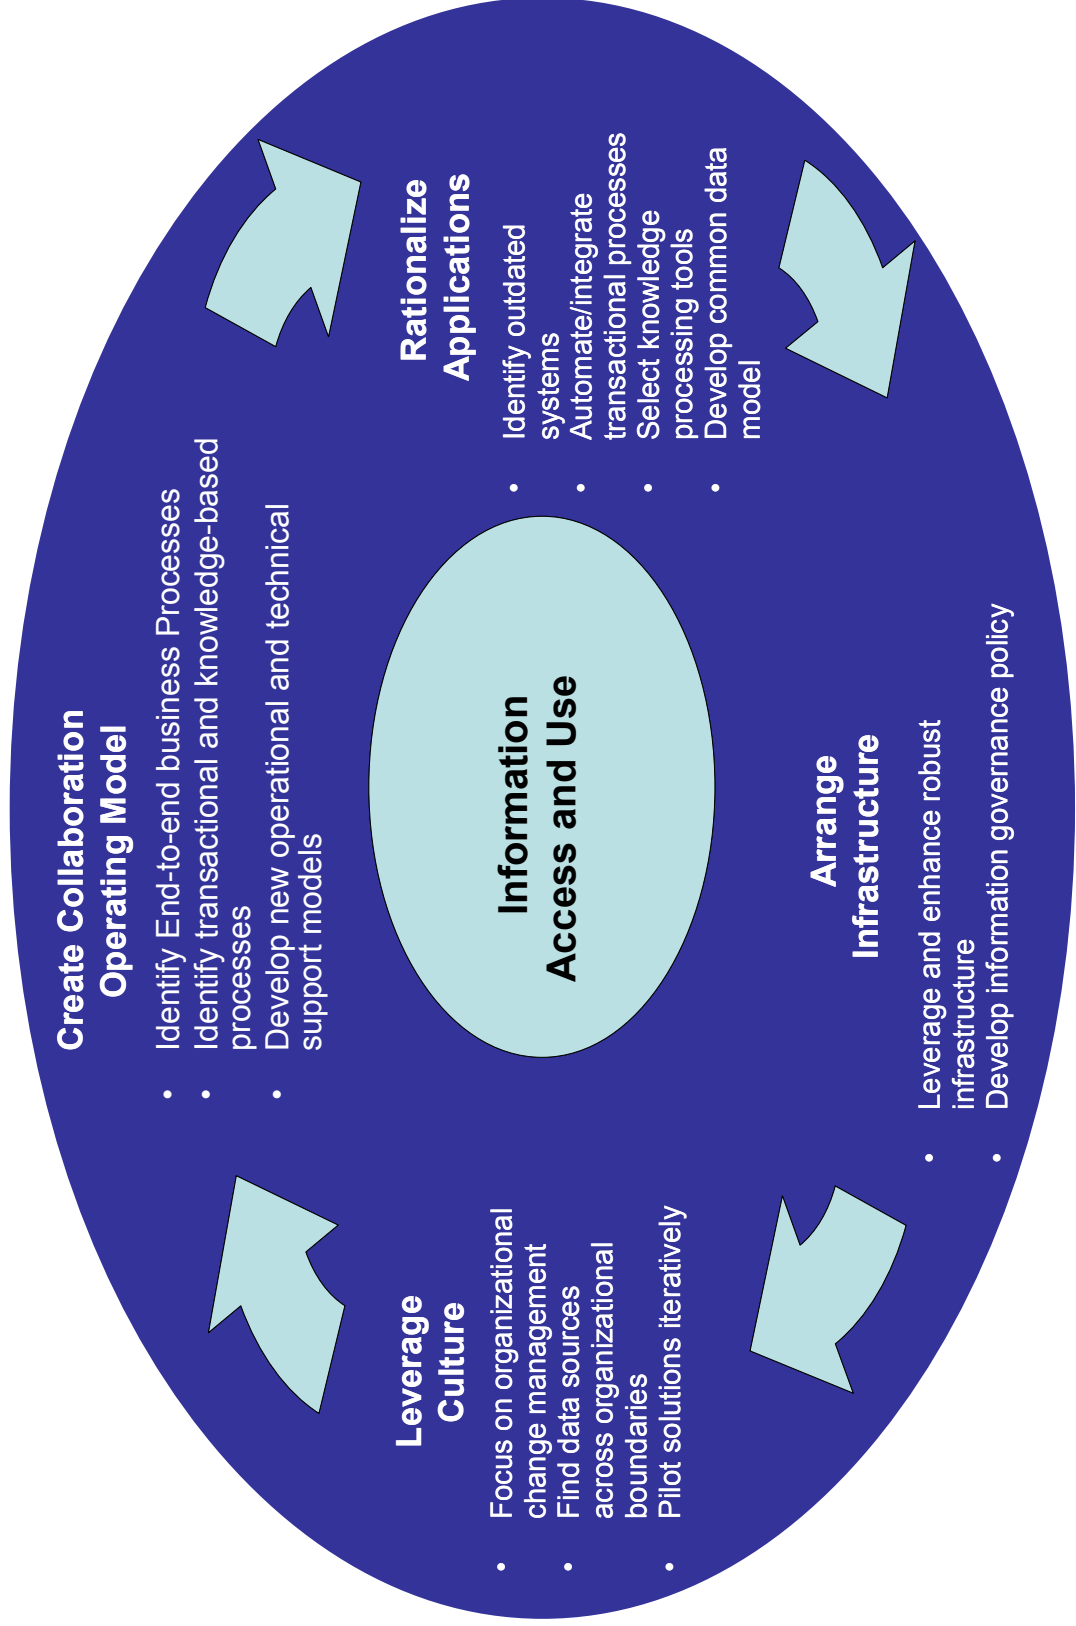 Create Collaboration
Operating Model
• Identify End-to-end business Processes
• Identify transactional and knowledge-based
processes
• Develop new operational and technical
support models
Rationalize
Applications
• Identify outdated
systems
• Automate/integrate
transactional processes
• Select knowledge
processing tools
• Develop common data
model
Information
Access and Use
Arrange
Infrastructure
• Leverage and enhance robust
infrastructure
• Develop information governance policy
Leverage
Culture
• Focus on organizational
change management
• Find data sources
across organizational
boundaries
• Pilot solutions iteratively